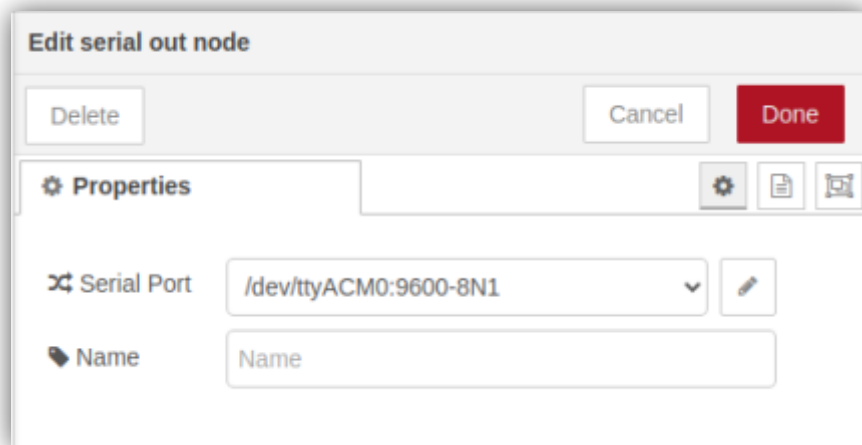 Edit serial out node
Delete Cancel Done
Properties
Serial Port /dev/ttyACM0:9600-8N1
Name Name